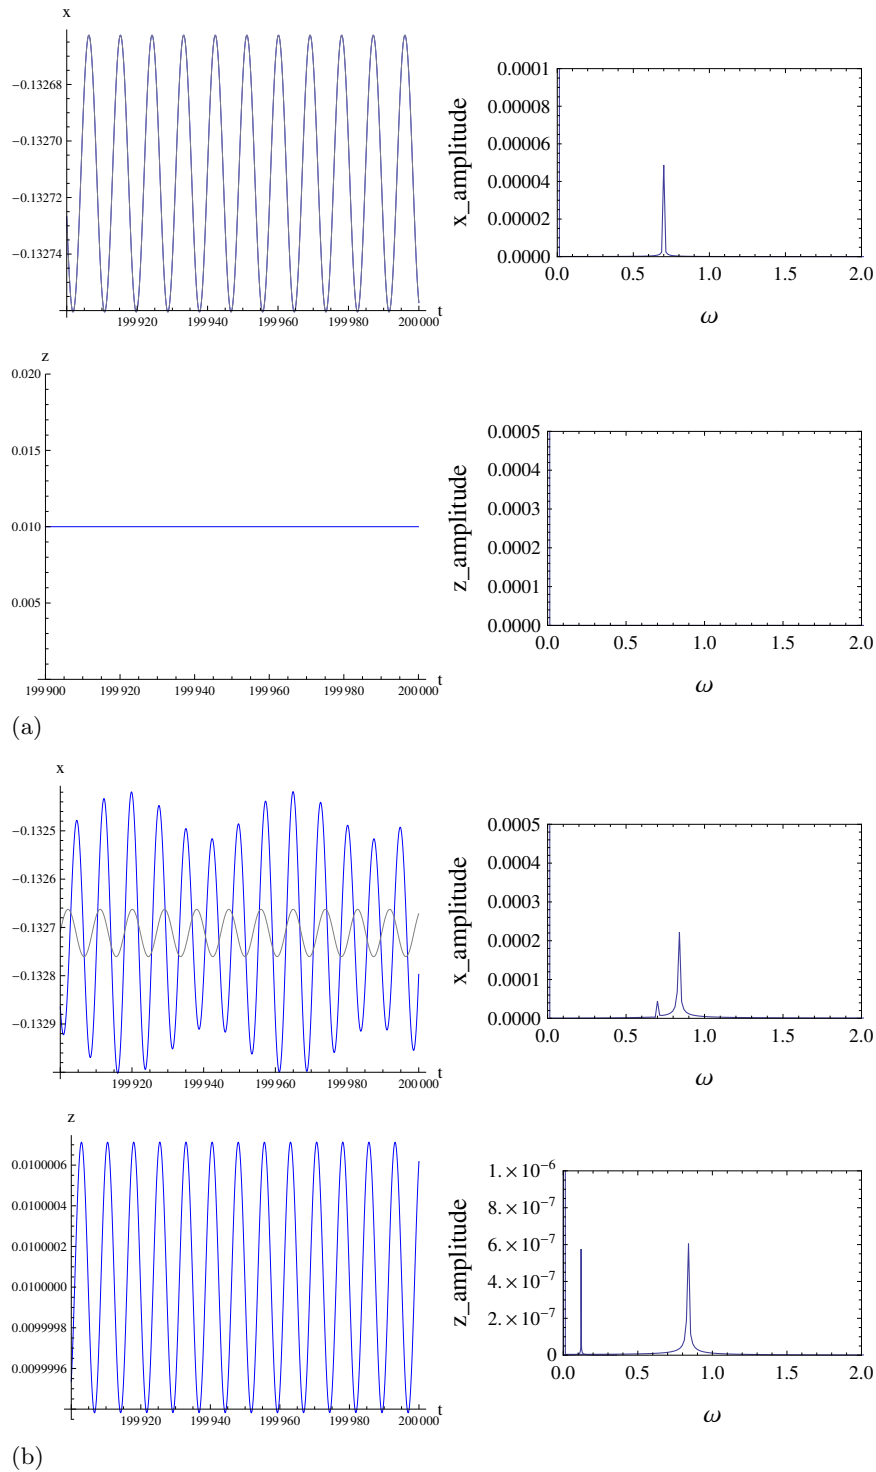 x
-0.13268
-0.13270
-0.13272
-0.13274
199920 199940 199960 199980 200000 t
x_amplitude
0.0001
0.00008
0.00006
0.00004
0.00002
0.0000
0.0 0.5 1.0 1.5 2.0
ω
z
0.020
0.015
0.010
0.005
199900 199920 199940 199960 199980 200000 t
z_amplitude
0.0005
0.0004
0.0003
0.0002
0.0001
0.0000
0.0 0.5 1.0 1.5 2.0
ω
(a)
x
-0.1325
-0.1326
-0.1327
-0.1328
-0.1329
199920 199940 199960 199980 200000 t
x_amplitude
0.0005
0.0004
0.0003
0.0002
0.0001
0.0000
0.0 0.5 1.0 1.5 2.0
ω
z
0.0100006
0.0100004
0.0100002
0.0100000
0.0099998
0.0099996
199920 199940 199960 199980 200000 t
z_amplitude
1.×10⁻⁶
8.×10⁻⁷
6.×10⁻⁷
4.×10⁻⁷
2.×10⁻⁷
0
0.0 0.5 1.0 1.5 2.0
ω
(b)